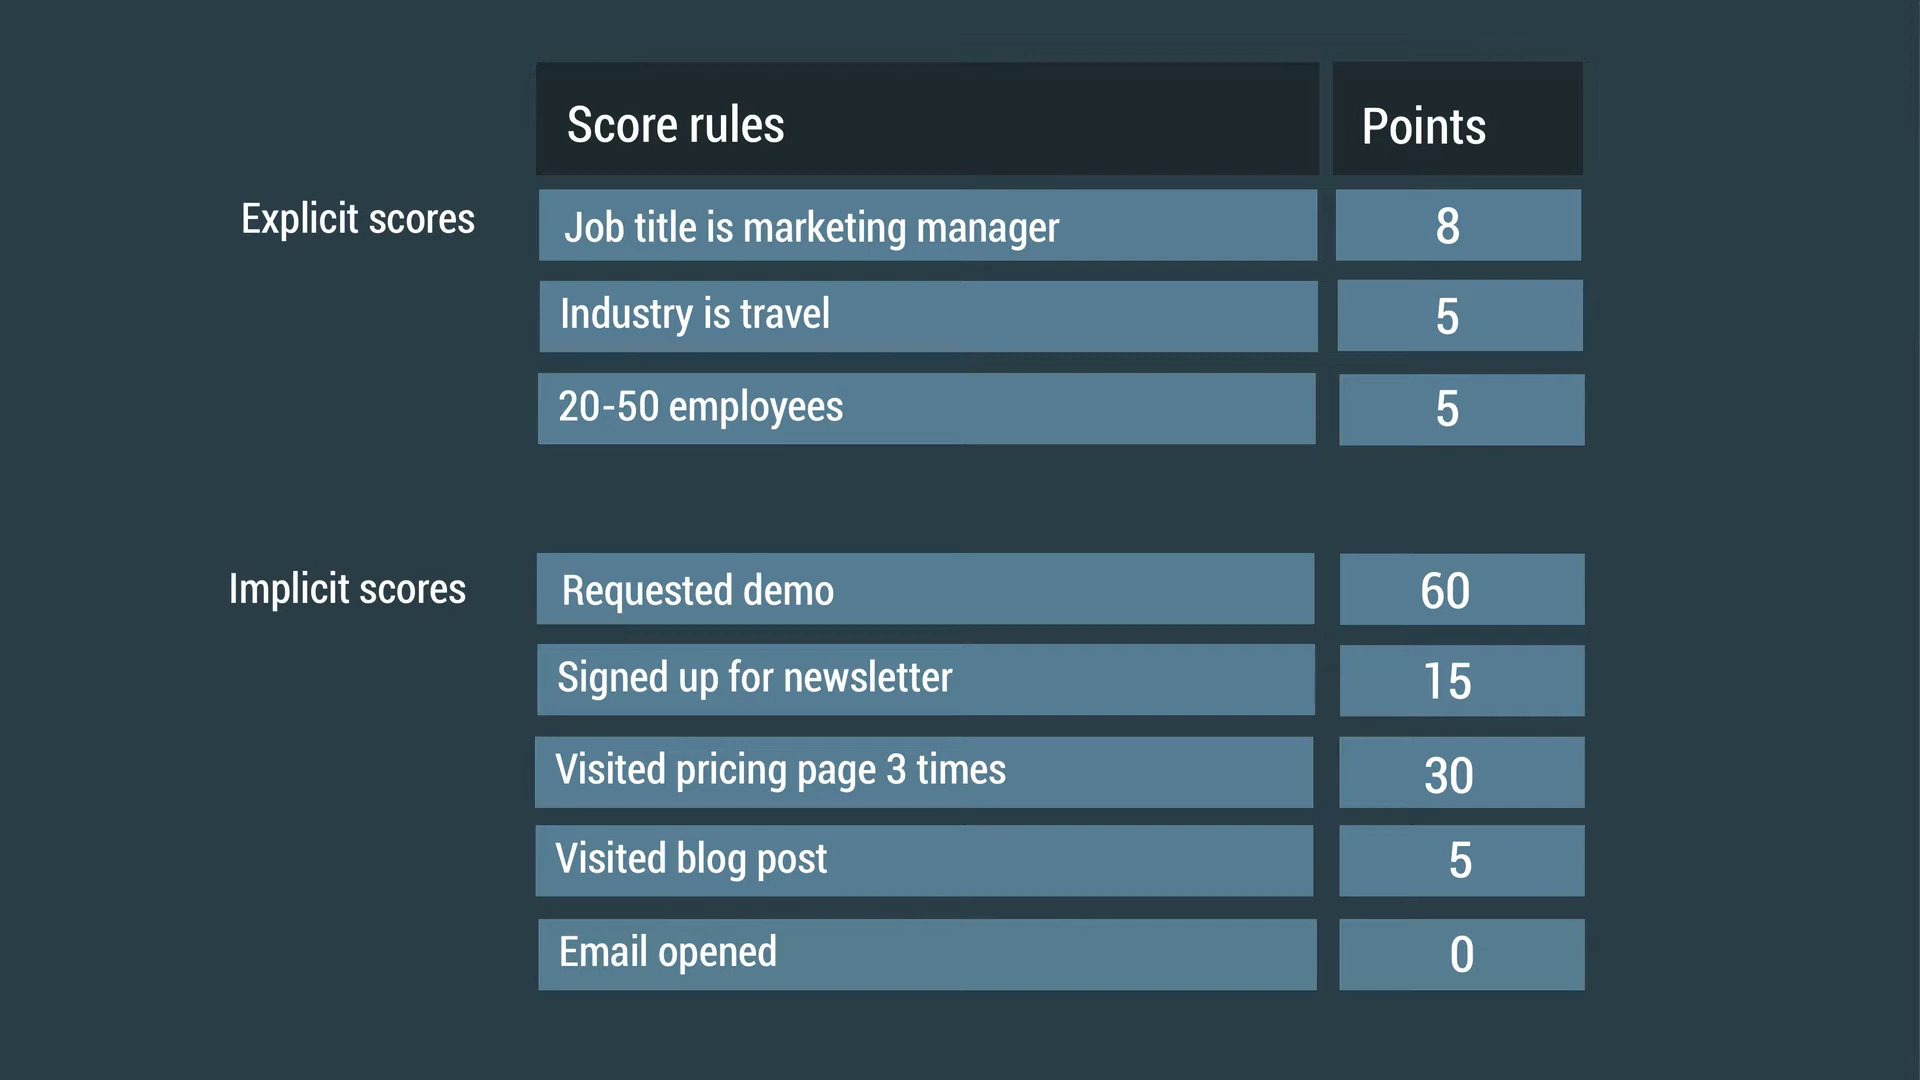 Score rules Points
Explicit scores Job title is marketing manager 8
Industry is travel 5
20-50 employees 5
Implicit scores Requested demo 60
Signed up for newsletter 15
Visited pricing page 3 times 30
Visited blog post 5
Email opened 0